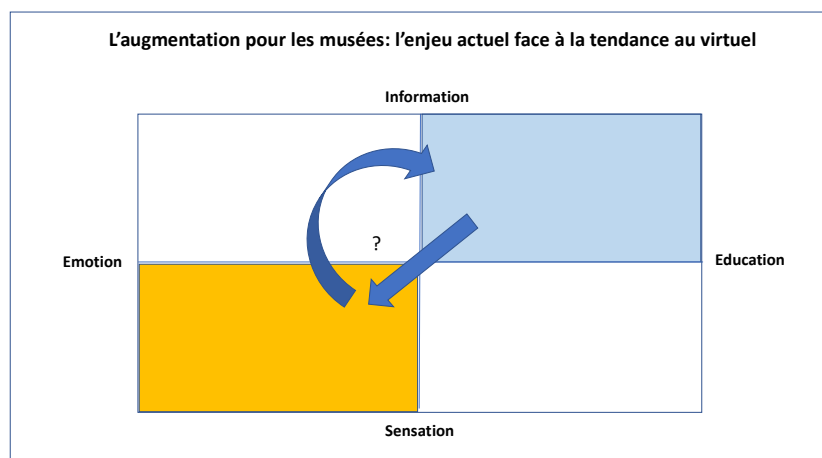 L’augmentation pour les musées: l’enjeu actuel face à la tendance au virtuel
Information
?
Emotion
Education
Sensation